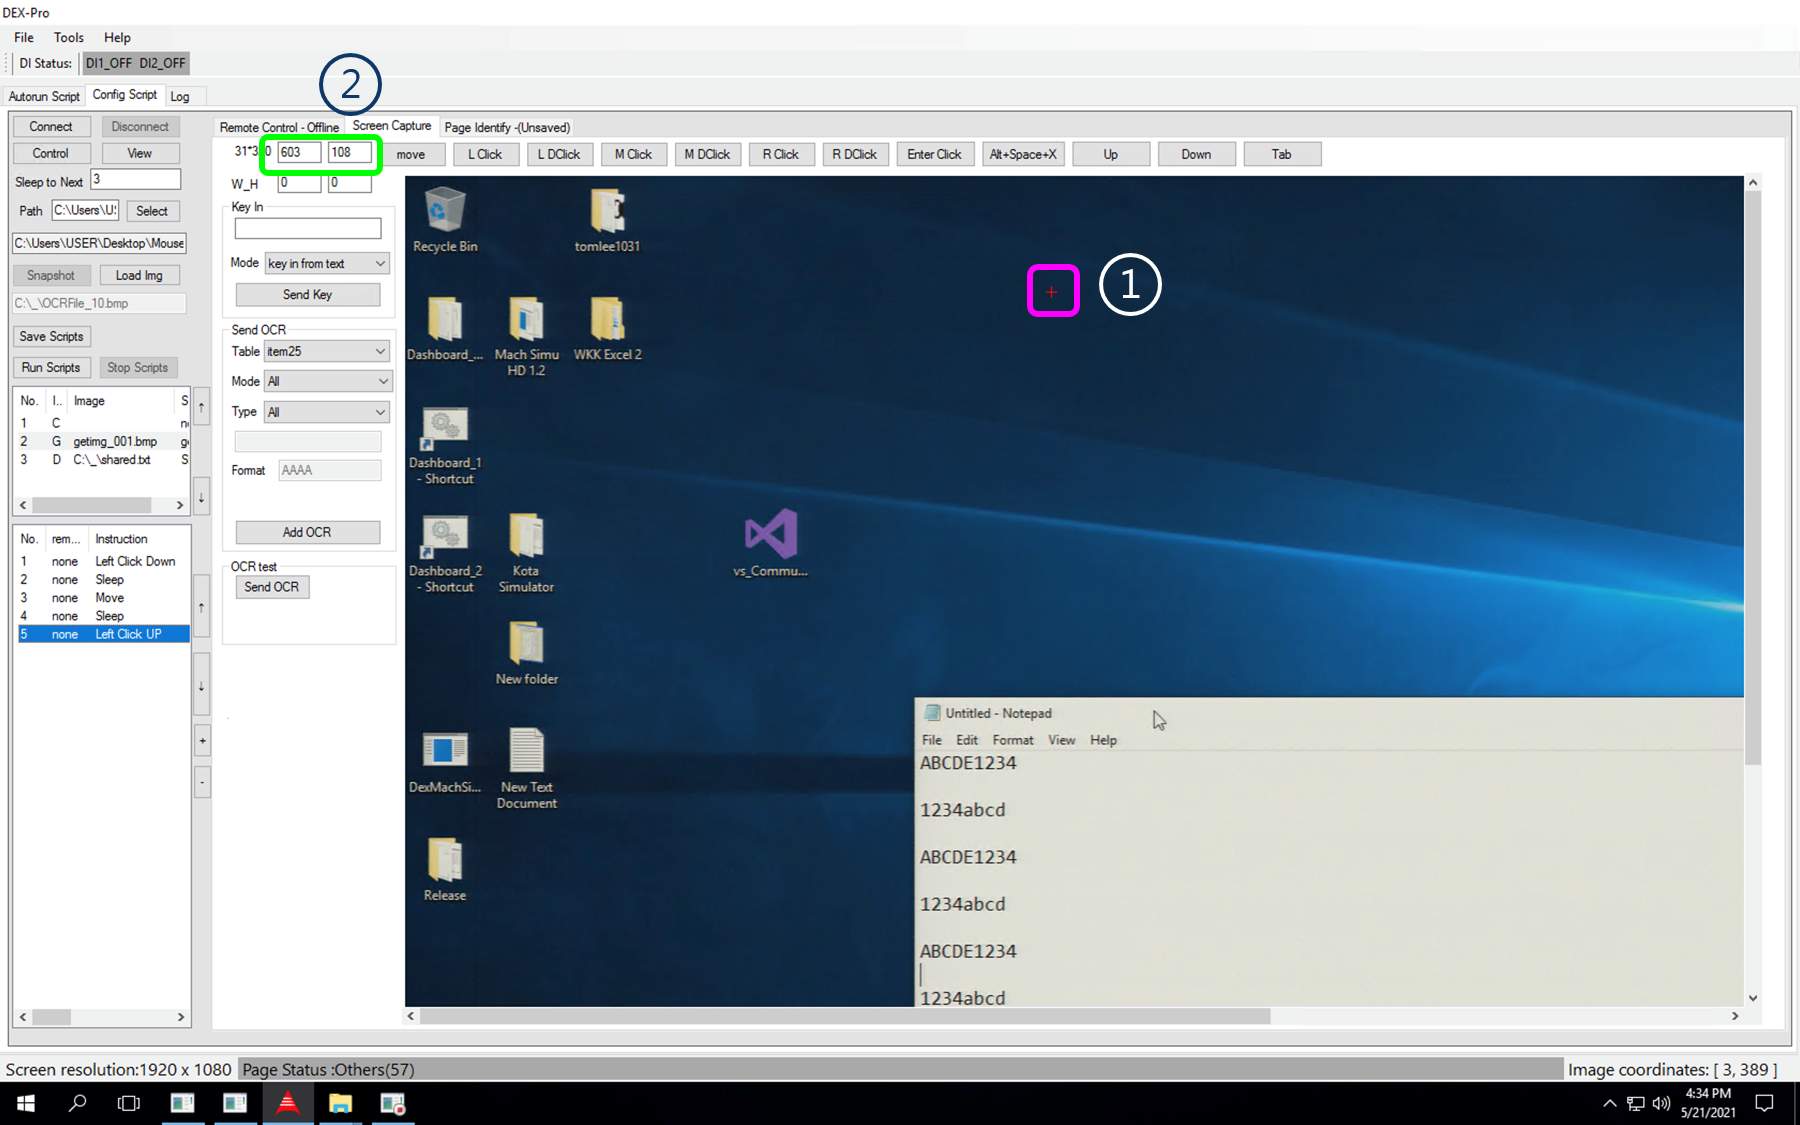 DEX-Pro
File Tools Help
DI Status: DI1_OFF DI2_OFF
2
Autorun Script Config Script Log
Connect Disconnect
Control View
Sleep to Next 3
Path C:\Users\U: Select
C:\Users\USER\Desktop\Mouse
Snapshot Load Img
C:\_\OCRFile_10.bmp
Save Scripts
Run Scripts Stop Scripts
No. I.. Image S
1 C n
2 G getimg_001.bmp g
3 D C:\_\shared.txt S
No. rem... Instruction
1 none Left Click Down
2 none Sleep
3 none Move
4 none Sleep
5 none Left Click UP
+
-
Remote Control - Offline Screen Capture Page Identify -(Unsaved)
603 108 move L Click L DClick M Click M DClick R Click R DClick Enter Click Alt+Space+X Up Down Tab
W_H 0 0
Key In
Mode key in from text
Send Key
Send OCR
Table item25
Mode All
Type All
Format AAAA
Add OCR
OCR test
Send OCR
Recycle Bin tomlee1031
1
Dashboard_... Mach Simu HD 1.2 WKK Excel 2
Dashboard_1 - Shortcut
Dashboard_2 - Shortcut Kota Simulator vs_Commu...
New folder
DexMachSi... New Text Document
Release
Untitled - Notepad
File Edit Format View Help
ABCDE1234
1234abcd
ABCDE1234
1234abcd
ABCDE1234
1234abcd
Screen resolution:1920 x 1080 Page Status :Others(57) Image coordinates: [ 3, 389 ]
4:34 PM
5/21/2021